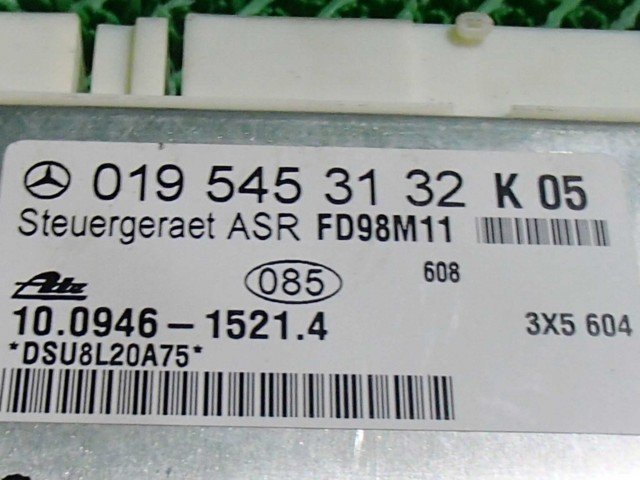 019 545 31 32 K 05
Steuergeraet ASR FD98M11
Ate 085 608
10.0946-1521.4 3X5 604
*DSU8L20A75*